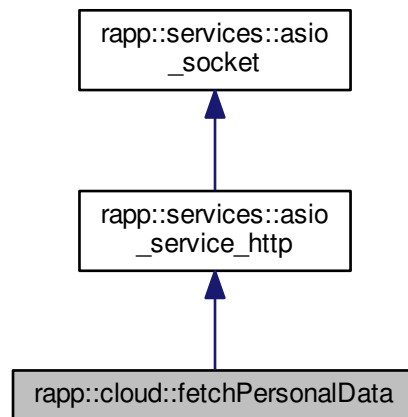 rapp::services::asio
_socket
rapp::services::asio
_service_http
rapp::cloud::fetchPersonalData